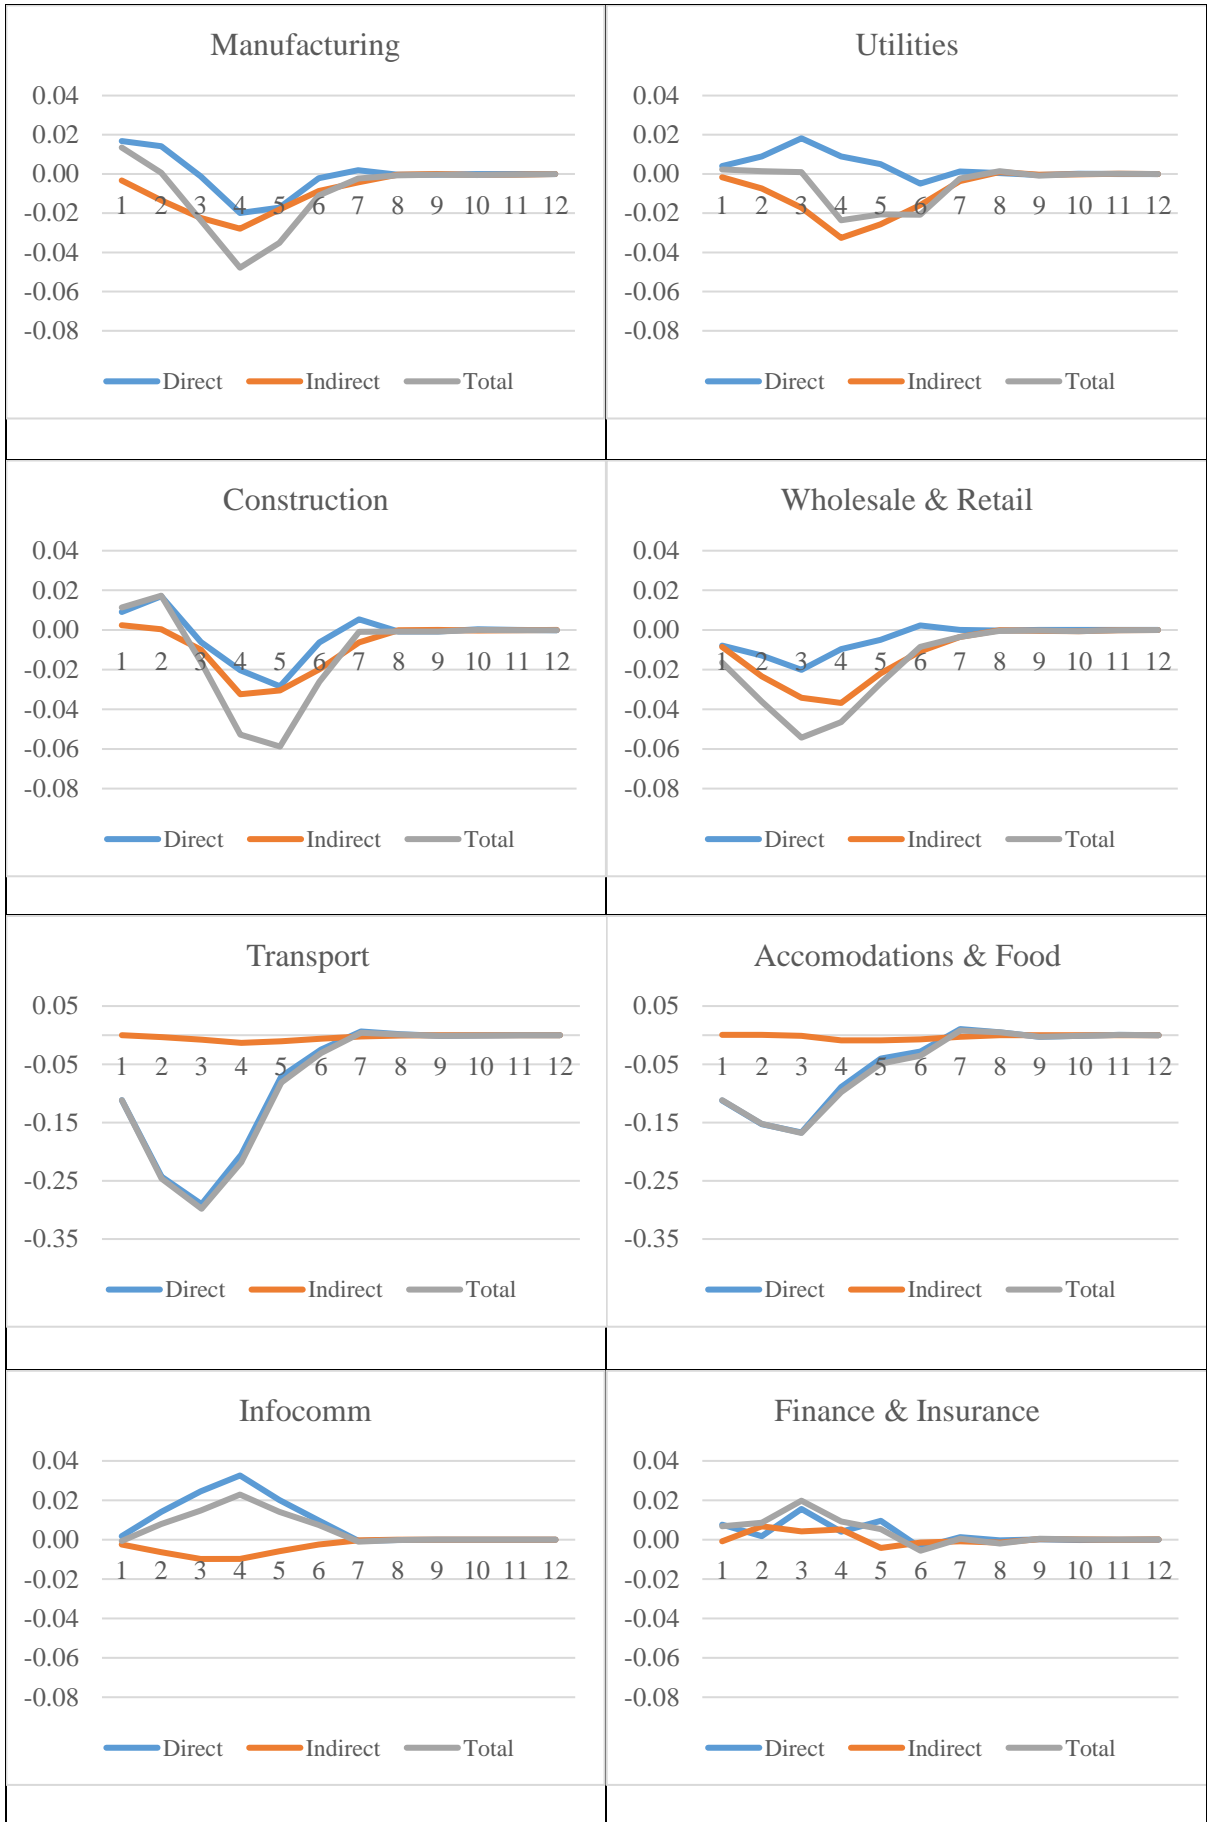 Manufacturing
0.04
0.02
0.00
-0.02
-0.04
-0.06
-0.08
1 2 3 4 5 6 7 8 9 10 11 12
Direct Indirect Total
Utilities
0.04
0.02
0.00
-0.02
-0.04
-0.06
-0.08
1 2 3 4 5 6 7 8 9 10 11 12
Direct Indirect Total
Construction
0.04
0.02
0.00
-0.02
-0.04
-0.06
-0.08
1 2 3 4 5 6 7 8 9 10 11 12
Direct Indirect Total
Wholesale & Retail
0.04
0.02
0.00
-0.02
-0.04
-0.06
-0.08
1 2 3 4 5 6 7 8 9 10 11 12
Direct Indirect Total
Transport
0.05
-0.05
-0.15
-0.25
-0.35
1 2 3 4 5 6 7 8 9 10 11 12
Direct Indirect Total
Accomodations & Food
0.05
-0.05
-0.15
-0.25
-0.35
1 2 3 4 5 6 7 8 9 10 11 12
Direct Indirect Total
Infocomm
0.04
0.02
0.00
-0.02
-0.04
-0.06
-0.08
1 2 3 4 5 6 7 8 9 10 11 12
Direct Indirect Total
Finance & Insurance
0.04
0.02
0.00
-0.02
-0.04
-0.06
-0.08
1 2 3 4 5 6 7 8 9 10 11 12
Direct Indirect Total